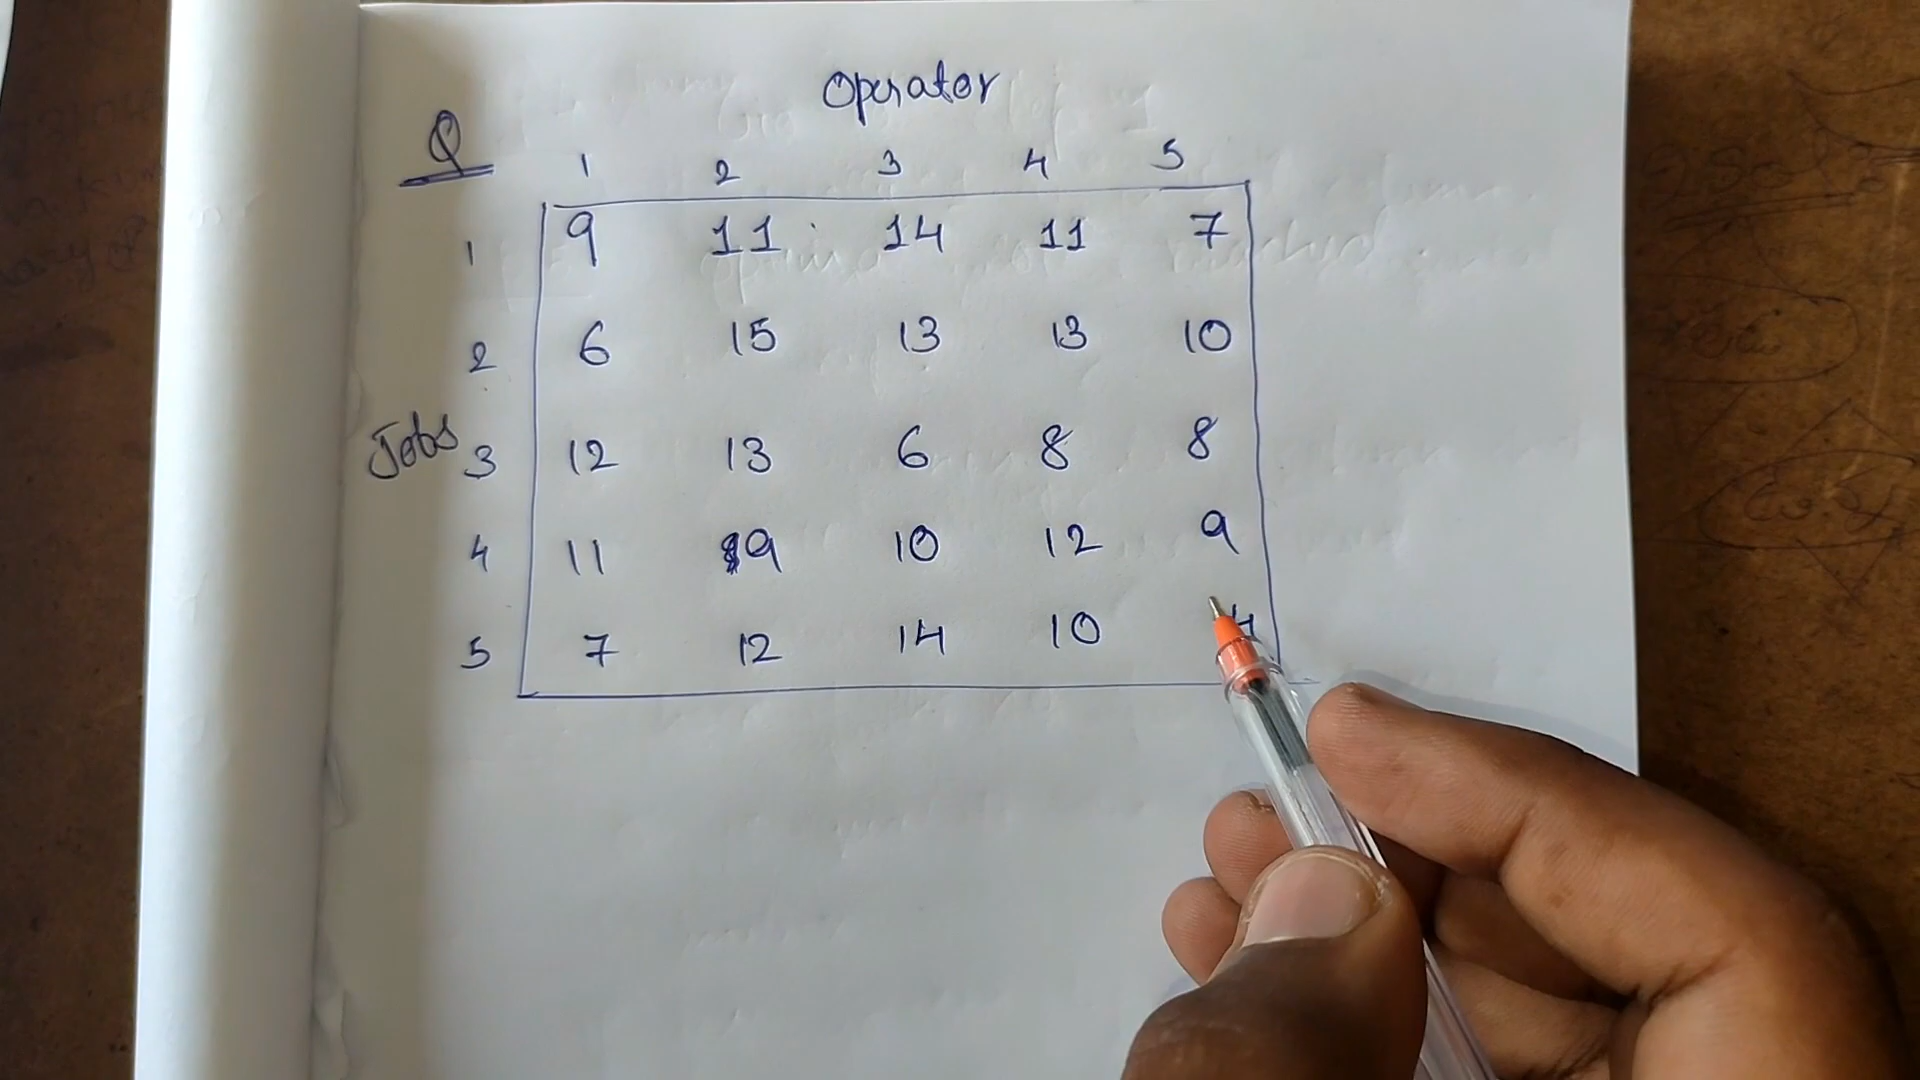 Operator
Q
1 2 3 4 5
1 9 11 14 11 7
2 6 15 13 13 10
Jobs
3 12 13 6 8 8
4 11 9 10 12 9
5 7 12 14 10